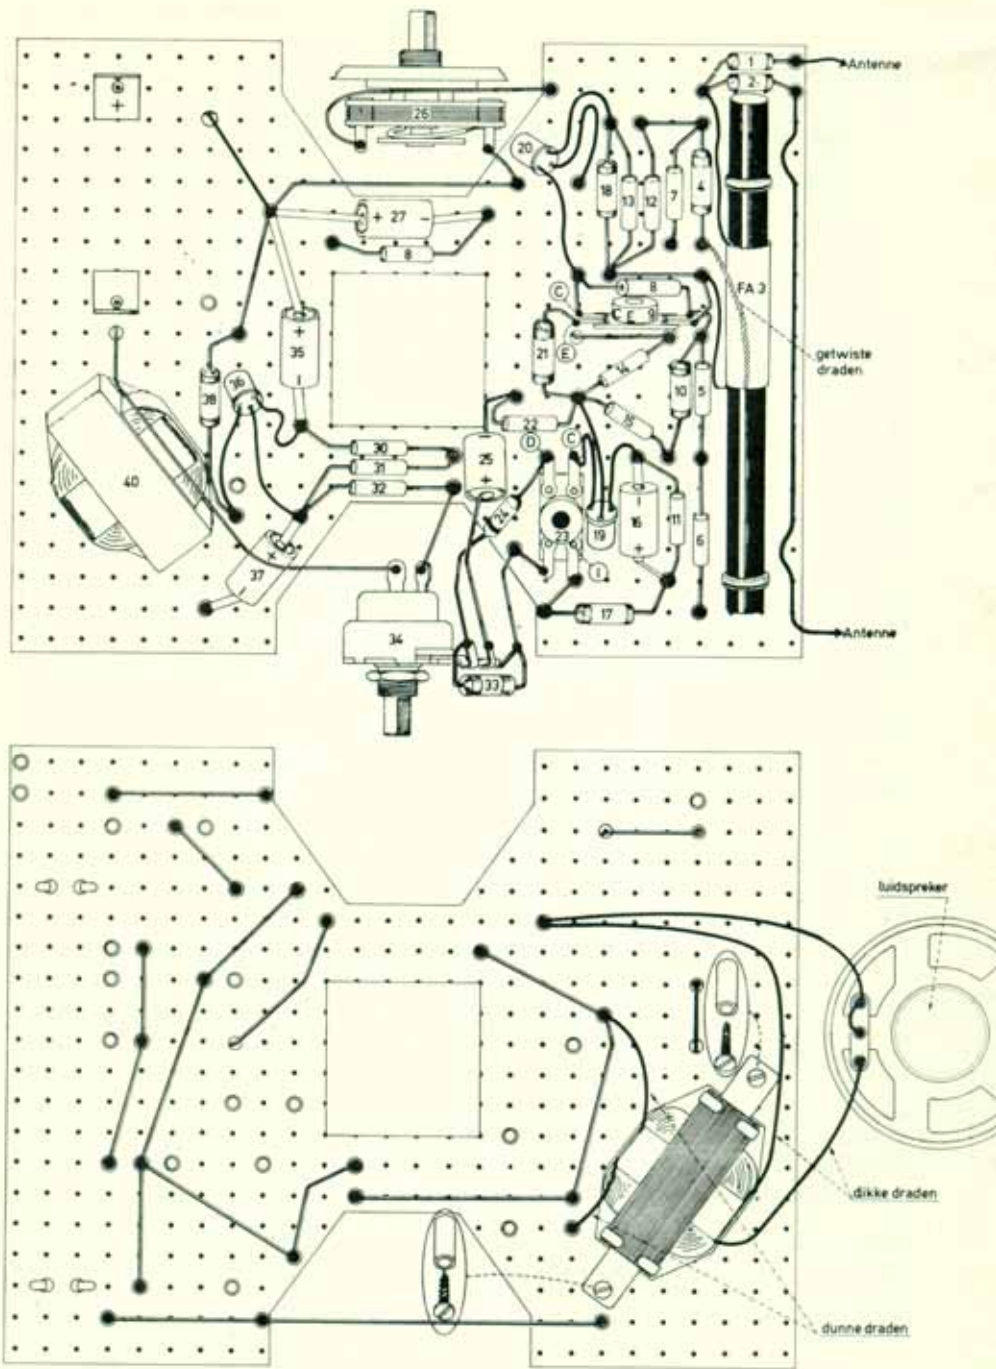 1
Antenne
2
26
20
18
13
12
7
4
+
+ 27 -
8
FA 3
8
C
C E 9
E
getwiste
draden
+
35
-
21
14
10
5
38
36
15
22
D
C
30
31
32
-
25
+
40
24
23
19
-
16
+
11
6
+
37
I
17
34
33
Antenne
luidspreker
dikke draden
dunne draden